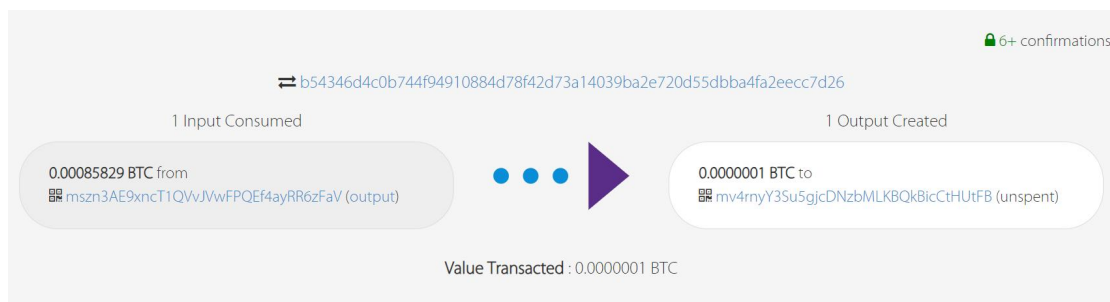 6+ confirmations
b54346d4c0b744f94910884d78f42d73a14039ba2e720d55dbba4fa2eecc7d26
1 Input Consumed
1 Output Created
0.00085829 BTC from
mszn3AE9xncT1QVvJVwFPQEf4ayRR6zFaV (output)
0.0000001 BTC to
mv4rnyY3Su5gjcDNzbMLKBQkBicCtHUtFB (unspent)
Value Transacted : 0.0000001 BTC